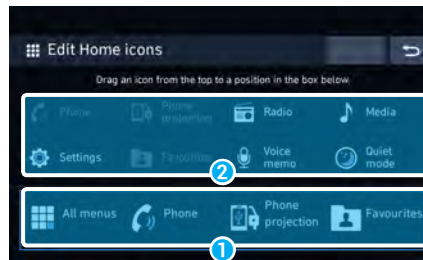 Edit Home icons
Drag an icon from the top to a position in the box below.
Phone Phone projection Radio Media
Settings Favourites Voice memo Quiet mode
2
All menus Phone Phone projection Favourites
1